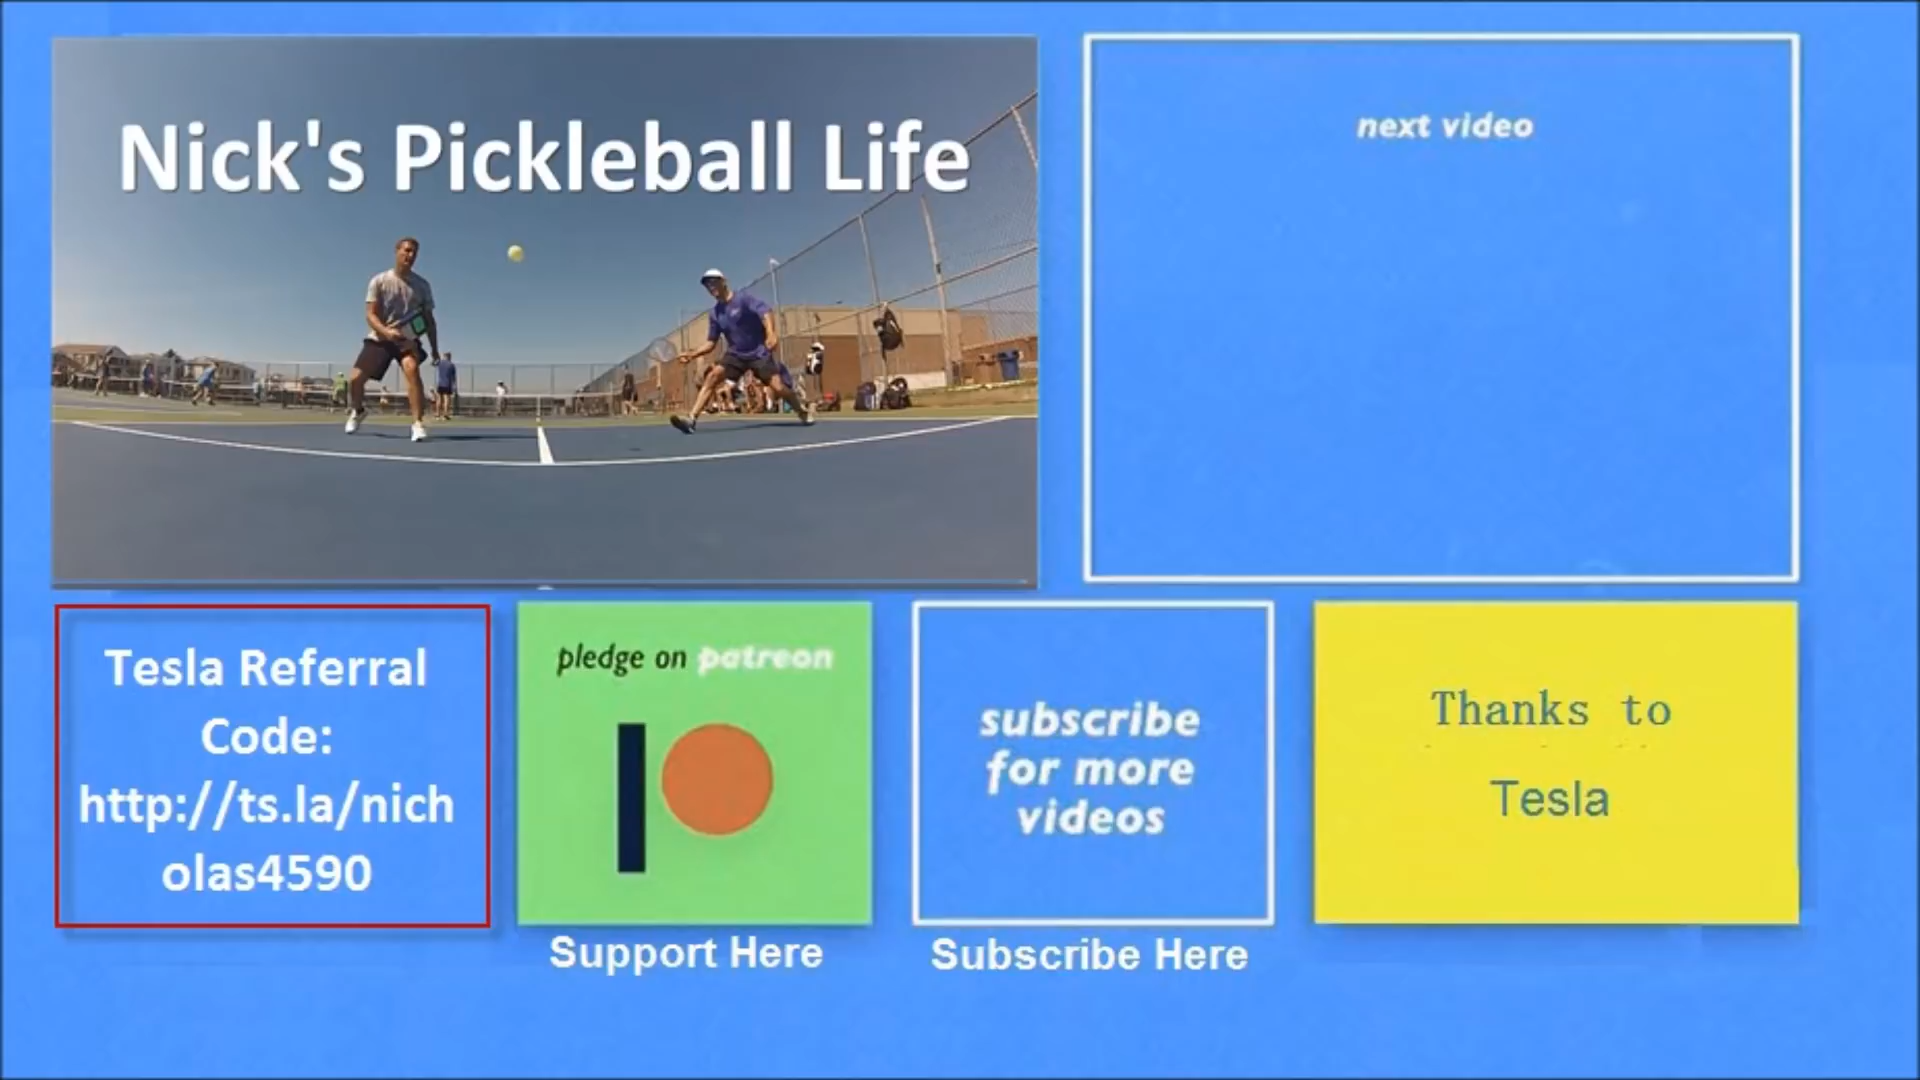 Nick's Pickleball Life
next video
Tesla Referral
Code:
http://ts.la/nich
olas4590
pledge on patreon
Support Here
subscribe
for more
videos
Subscribe Here
Thanks to
Tesla